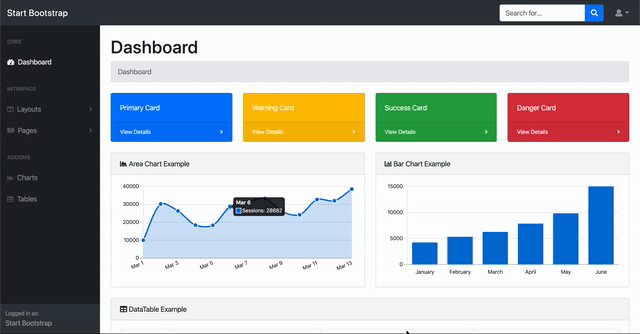 Start Bootstrap
Search for...
CORE
Dashboard
INTERFACE
Layouts
Pages
ADDONS
Charts
Tables
Logged in as:
Start Bootstrap
Dashboard
Dashboard
Primary Card
View Details
Warning Card
View Details
Success Card
View Details
Danger Card
View Details
Area Chart Example
40000
30000
20000
10000
0
Mar 6
Sessions: 28682
Mar 1
Mar 3
Mar 5
Mar 7
Mar 9
Mar 11
Mar 13
Bar Chart Example
15000
10000
5000
0
January
February
March
April
May
June
DataTable Example